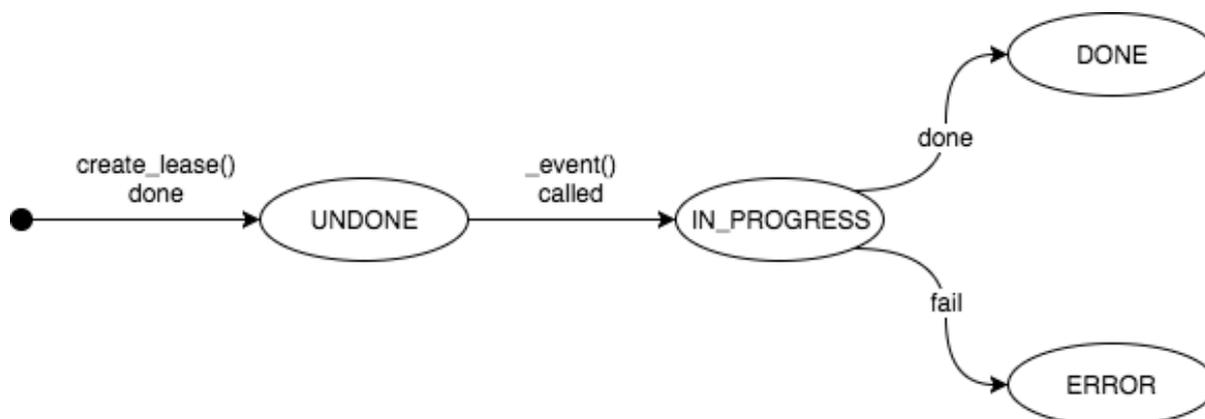 DONE
done
create_lease()
done
_event()
called
UNDONE
IN_PROGRESS
fail
ERROR